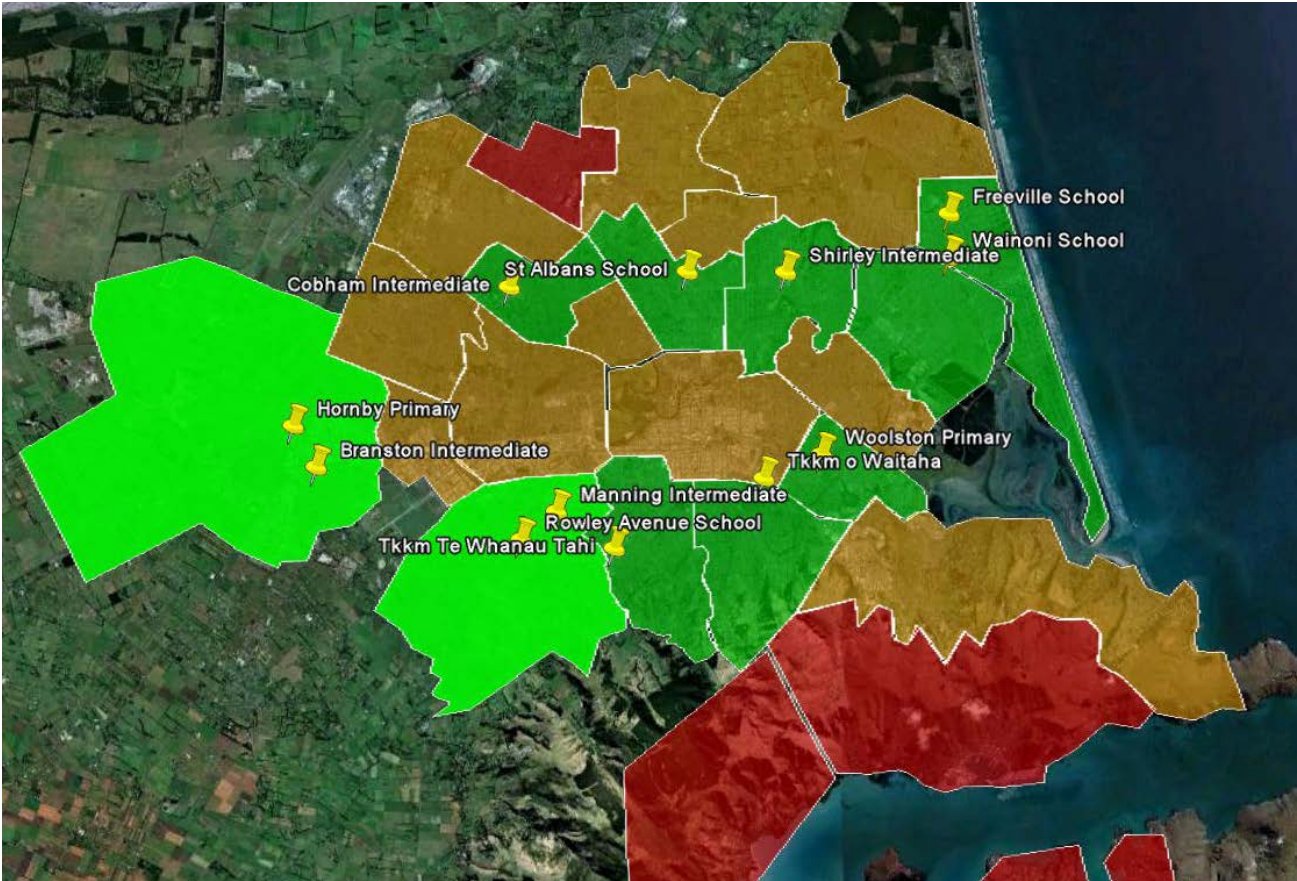 Freeville School
Wainoni School
Shirley Intermediate
St Albans School
Cobham Intermediate
Hornby Primary
Branston Intermediate
Woolston Primary
Tkkm o Waitaha
Manning Intermediate
Rowley Avenue School
Tkkm Te Whanau Tahi